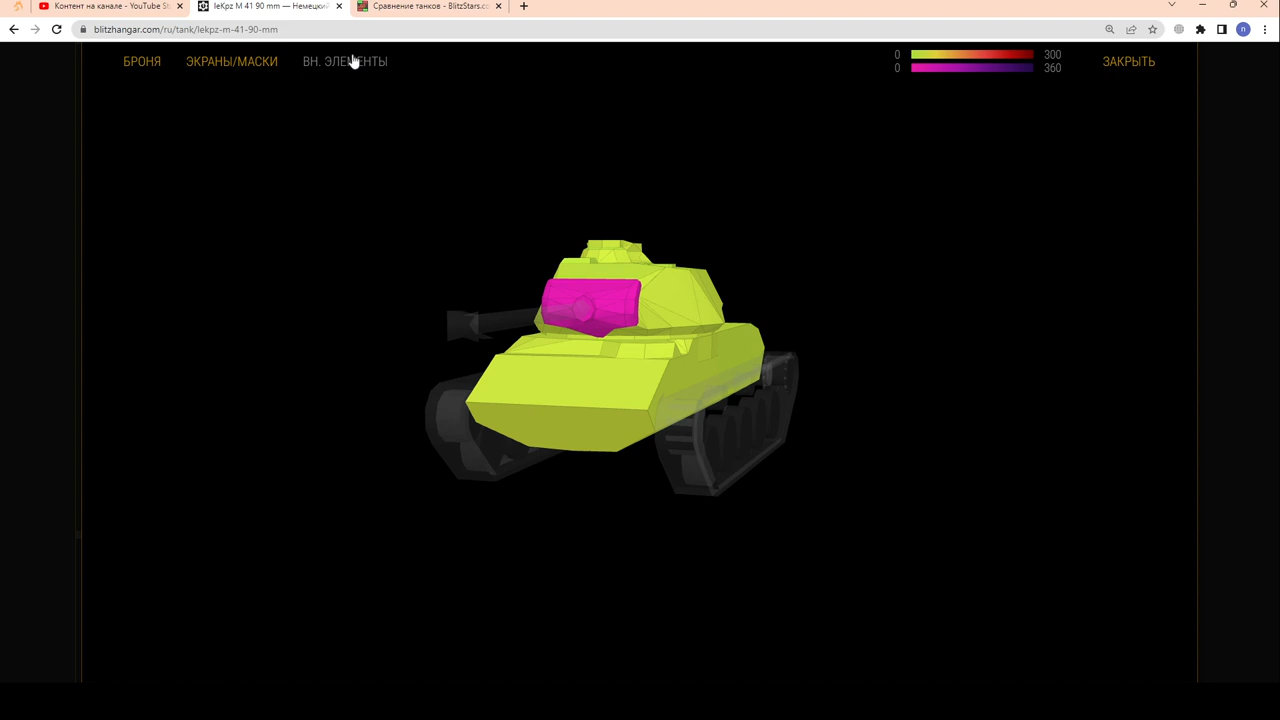 Контент на канале - YouTube St
leKpz M 41 90 mm — Немецкий
Сравнение танков - BlitzStars.co
blitzhangar.com/ru/tank/lekpz-m-41-90-mm
n
БРОНЯ ЭКРАНЫ/МАСКИ ВН. ЭЛЕМЕНТЫ
0 300
0 360
ЗАКРЫТЬ